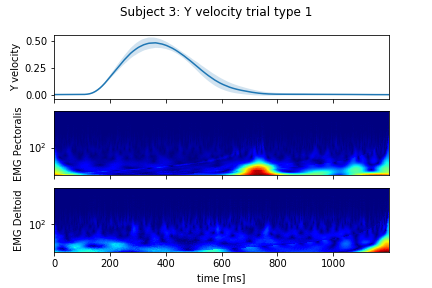 Subject 3: Y velocity trial type 1
Y velocity
0.50
0.25
0.00
EMG Pectoralis
10²
EMG Deltoid
10²
0 200 400 600 800 1000
time [ms]